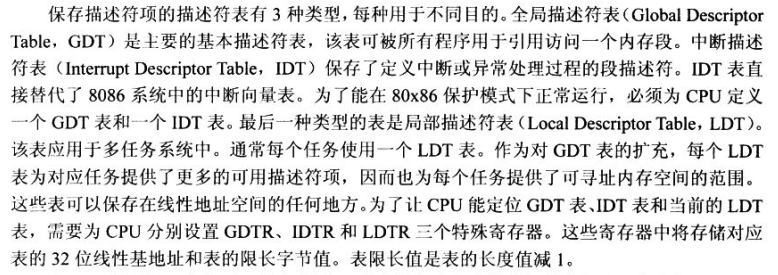 保存描述符项的描述符表有 3 种类型，每种用于不同目的。全局描述符表（Global Descriptor
Table，GDT）是主要的基本描述符表，该表可被所有程序用于引用访问一个内存段。中断描述
符表（Interrupt Descriptor Table，IDT）保存了定义中断或异常处理过程的段描述符。IDT 表直
接替代了 8086 系统中的中断向量表。为了能在 80x86 保护模式下正常运行，必须为 CPU 定义
一个 GDT 表和一个 IDT 表。最后一种类型的表是局部描述符表（Local Descriptor Table，LDT）。
该表应用于多任务系统中。通常每个任务使用一个 LDT 表。作为对 GDT 表的扩充，每个 LDT
表为对应任务提供了更多的可用描述符项，因而也为每个任务提供了可寻址内存空间的范围。
这些表可以保存在线性地址空间的任何地方。为了让 CPU 能定位 GDT 表、IDT 表和当前的 LDT
表，需要为 CPU 分别设置 GDTR、IDTR 和 LDTR 三个特殊寄存器。这些寄存器中将存储对应
表的 32 位线性基地址和表的限长字节值。表限长值是表的长度值减 1。